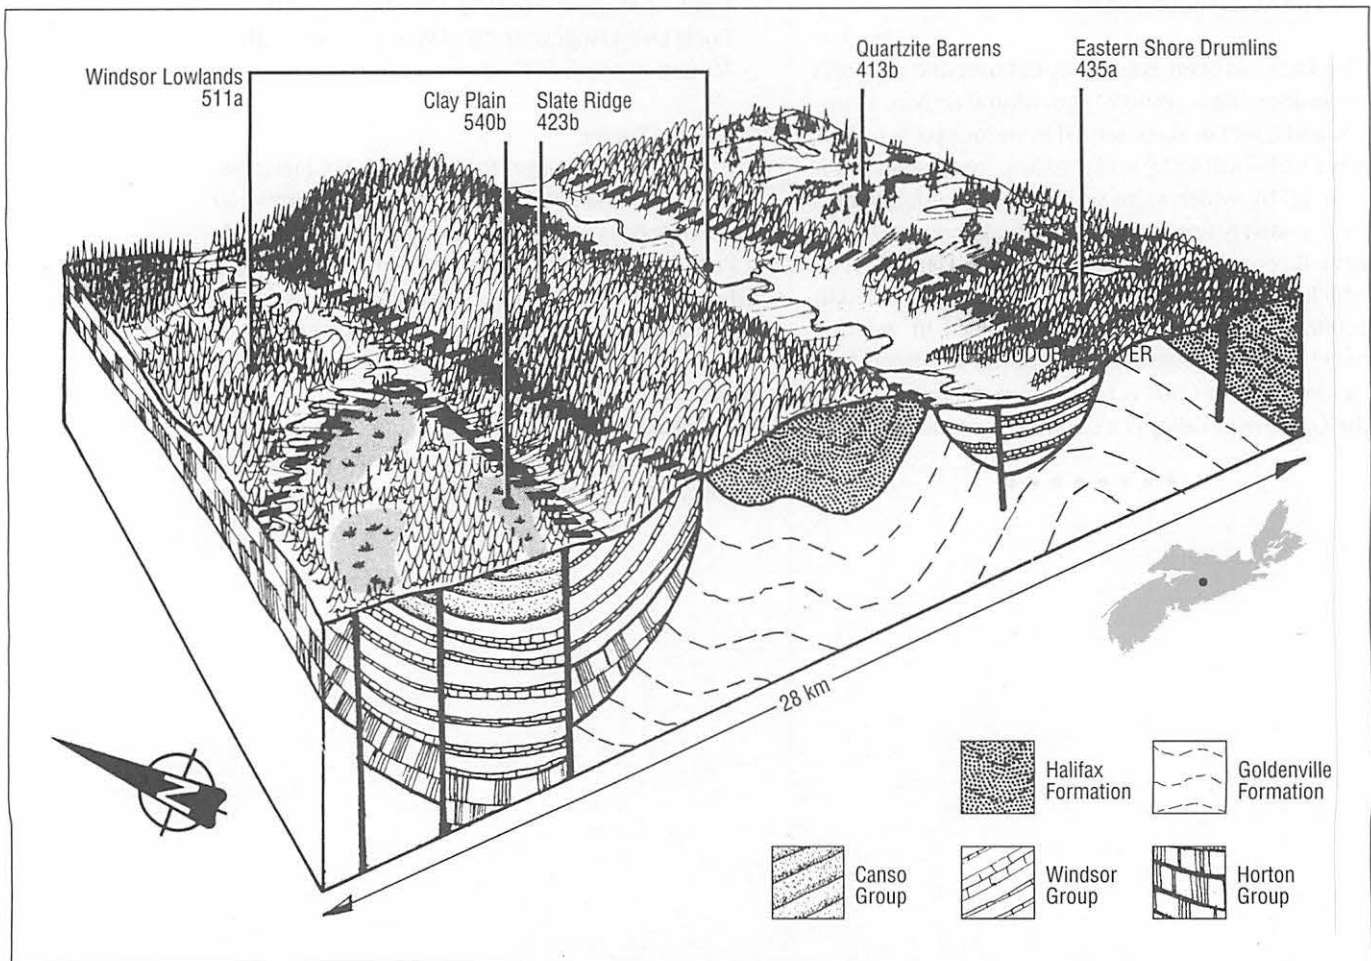 Windsor Lowlands
511a
Clay Plain
540b
Slate Ridge
423b
Quartzite Barrens
413b
Eastern Shore Drumlins
435a
28 km
N
Halifax
Formation
Goldenville
Formation
Canso
Group
Windsor
Group
Horton
Group